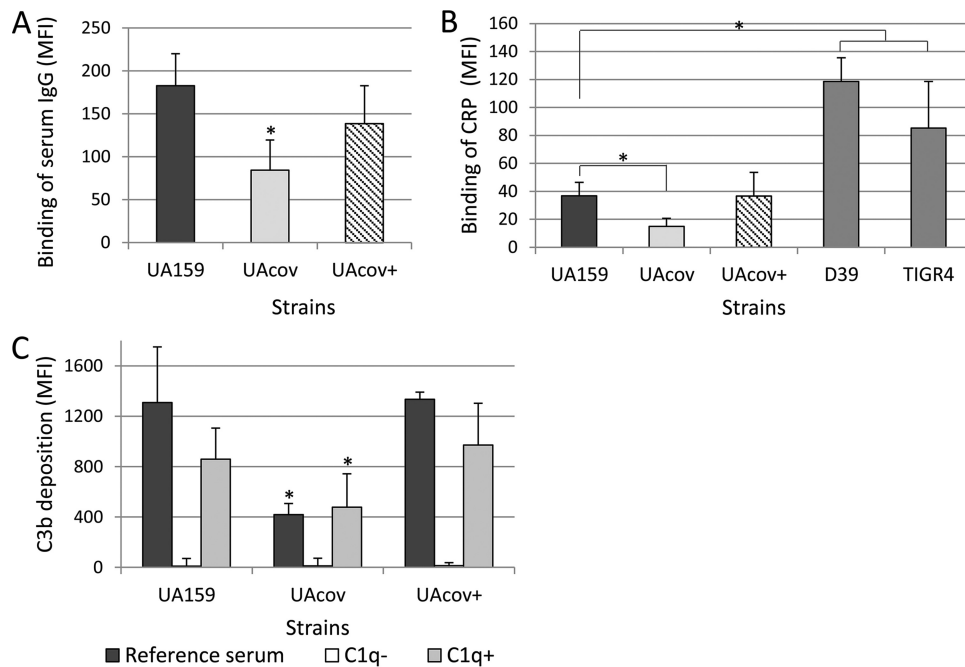 A
Binding of serum IgG (MFI)
250
200
150
100
50
0
*
UA159 UAcov UAcov+
Strains
B
Binding of CRP (MFI)
160
140
120
100
80
60
40
20
0
*
*
UA159 UAcov UAcov+ D39 TIGR4
Strains
C
C3b deposition (MFI)
1600
1200
800
400
0
* *
UA159 UAcov UAcov+
Strains
Reference serum C1q- C1q+